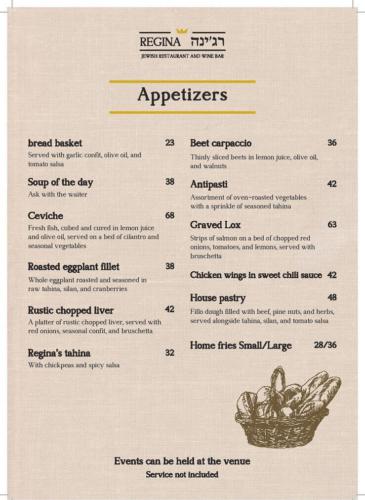 REGINA רג'ינה
JEWISH RESTAURANT AND WINE BAR
Appetizers
bread basket 23
Served with garlic confit, olive oil, and
tomato salsa
Soup of the day 38
Ask with the waiter
Ceviche 68
Fresh fish, cubed and cured in lemon juice
and olive oil, served on a bed of cilantro and
seasonal vegetables
Roasted eggplant fillet 38
Whole eggplant roasted and seasoned in
raw tahina, silan, and cranberries
Rustic chopped liver 42
A platter of rustic chopped liver, served with
red onions, seasonal confit, and bruschetta
Regina's tahina 32
With chickpeas and spicy salsa
Beet carpaccio 36
Thinly sliced beets in lemon juice, olive oil,
and walnuts
Antipasti 42
Assortment of oven-roasted vegetables
with a sprinkle of seasoned tahina
Graved Lox 63
Strips of salmon on a bed of chopped red
onions, tomatoes, and lemons, served with
bruschetta
Chicken wings in sweet chili sauce 42
House pastry 48
Fillo dough filled with beef, pine nuts, and herbs,
served alongside tahina, silan, and tomato salsa
Home fries Small/Large 28/36
Events can be held at the venue
Service not included